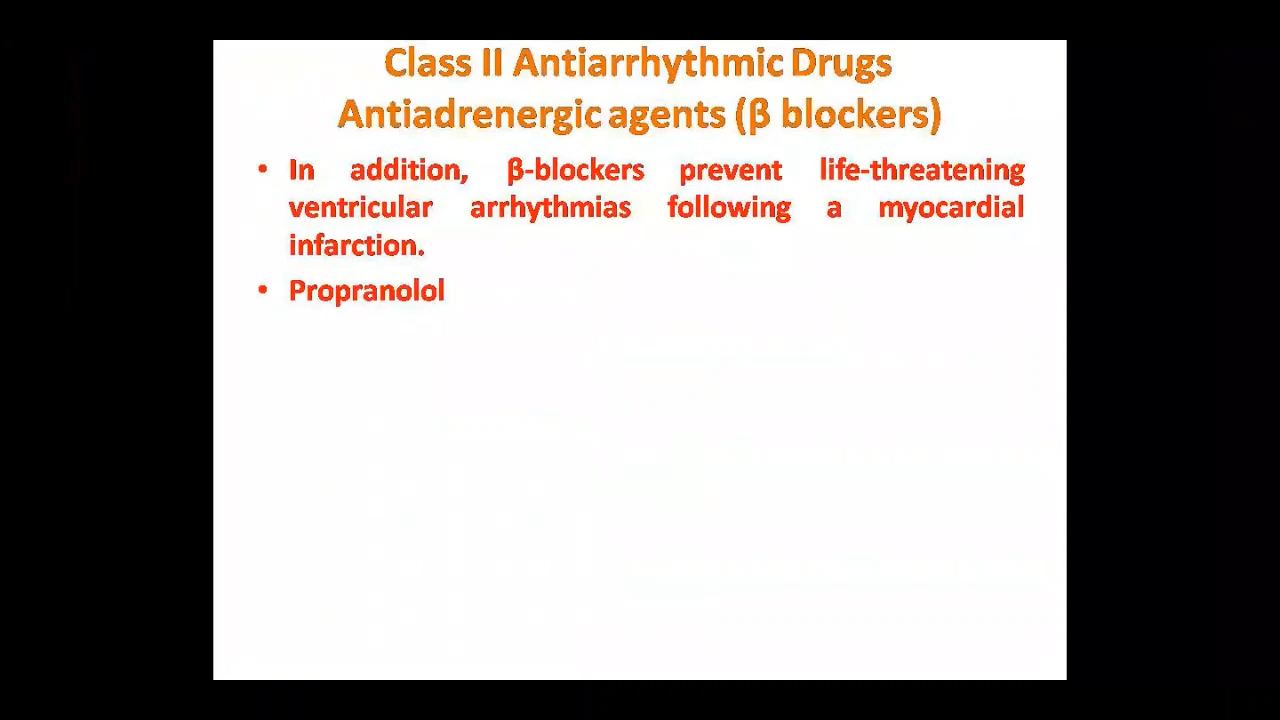 Class II Antiarrhythmic Drugs
Antiadrenergic agents (β blockers)
• In addition, β-blockers prevent life-threatening
ventricular arrhythmias following a myocardial
infarction.
• Propranolol